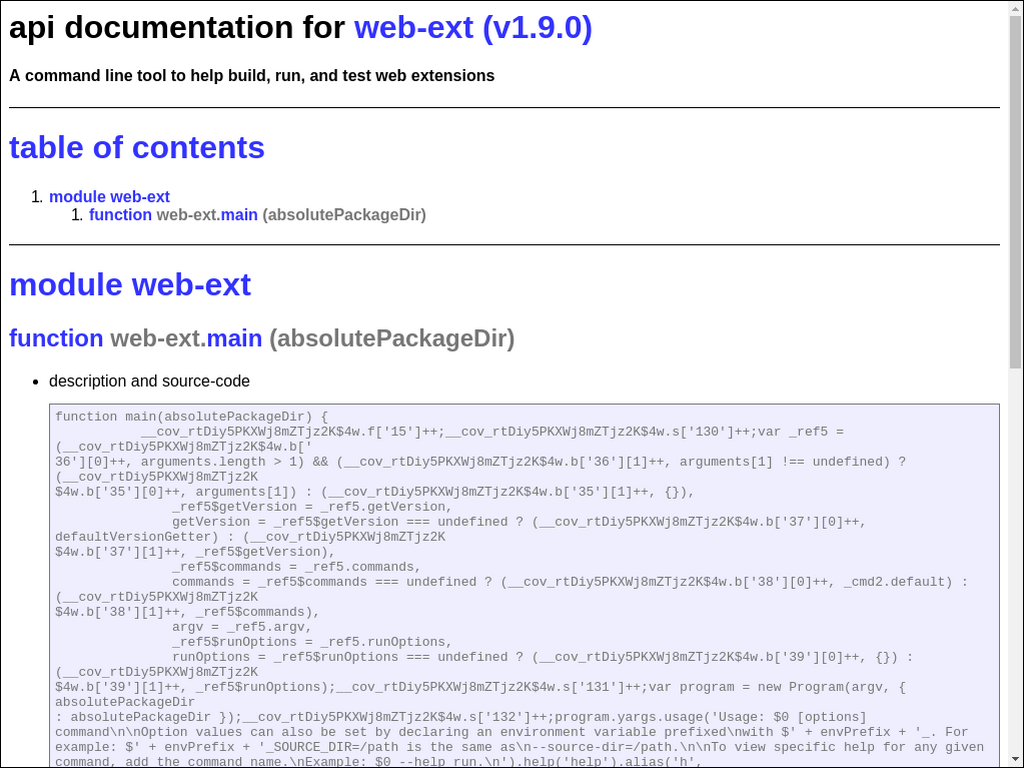 api documentation for web-ext (v1.9.0)
A command line tool to help build, run, and test web extensions
table of contents
1. module web-ext
1. function web-ext.main (absolutePackageDir)
module web-ext
function web-ext.main (absolutePackageDir)
• description and source-code
function main(absolutePackageDir) {
__cov_rtDiy5PKXWj8mZTjz2K$4w.f['15']++;__cov_rtDiy5PKXWj8mZTjz2K$4w.s['130']++;var _ref5 =
(__cov_rtDiy5PKXWj8mZTjz2K$4w.b['
36'][0]++, arguments.length > 1) && (__cov_rtDiy5PKXWj8mZTjz2K$4w.b['36'][1]++, arguments[1] !== undefined) ?
(__cov_rtDiy5PKXWj8mZTjz2K
$4w.b['35'][0]++, arguments[1]) : (__cov_rtDiy5PKXWj8mZTjz2K$4w.b['35'][1]++, {}),
_ref5$getVersion = _ref5.getVersion,
getVersion = _ref5$getVersion === undefined ? (__cov_rtDiy5PKXWj8mZTjz2K$4w.b['37'][0]++,
defaultVersionGetter) : (__cov_rtDiy5PKXWj8mZTjz2K
$4w.b['37'][1]++, _ref5$getVersion),
_ref5$commands = _ref5.commands,
commands = _ref5$commands === undefined ? (__cov_rtDiy5PKXWj8mZTjz2K$4w.b['38'][0]++, _cmd2.default) :
(__cov_rtDiy5PKXWj8mZTjz2K
$4w.b['38'][1]++, _ref5$commands),
argv = _ref5.argv,
_ref5$runOptions = _ref5.runOptions,
runOptions = _ref5$runOptions === undefined ? (__cov_rtDiy5PKXWj8mZTjz2K$4w.b['39'][0]++, {}) :
(__cov_rtDiy5PKXWj8mZTjz2K
$4w.b['39'][1]++, _ref5$runOptions);__cov_rtDiy5PKXWj8mZTjz2K$4w.s['131']++;var program = new Program(argv, {
absolutePackageDir
: absolutePackageDir });__cov_rtDiy5PKXWj8mZTjz2K$4w.s['132']++;program.yargs.usage('Usage: $0 [options]
command\n\nOption values can also be set by declaring an environment variable prefixed\nwith $' + envPrefix + '_. For
example: $' + envPrefix + '_SOURCE_DIR=/path is the same as\n--source-dir=/path.\n\nTo view specific help for any given
command, add the command name.\nExample: $0 --help run.\n').help('help').alias('h',